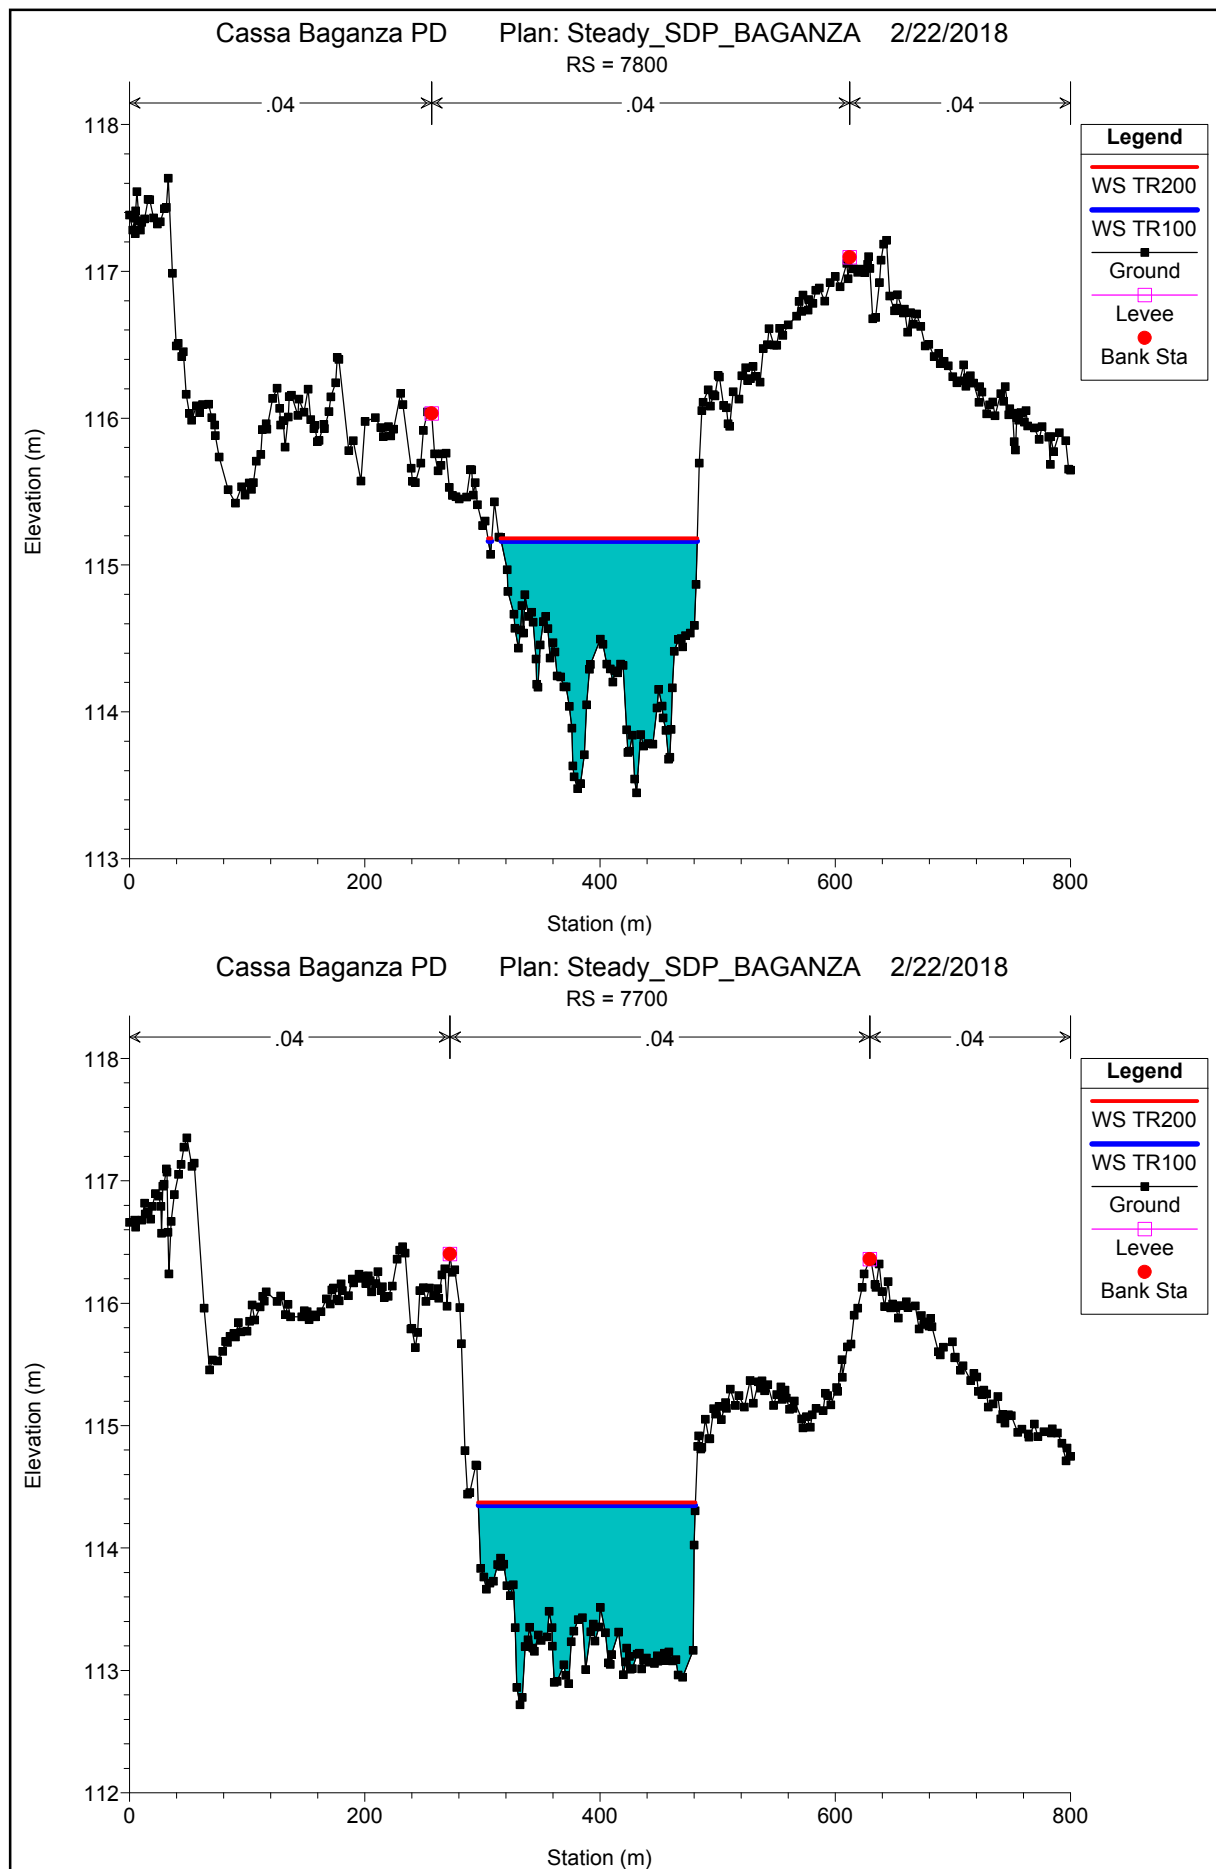 Cassa Baganza PD Plan: Steady_SDP_BAGANZA 2/22/2018
RS = 7800
.04 .04 .04
118
117
116
115
114
113
0 200 400 600 800
Elevation (m)
Station (m)
Legend
WS TR200
WS TR100
Ground
Levee
Bank Sta
Cassa Baganza PD Plan: Steady_SDP_BAGANZA 2/22/2018
RS = 7700
.04 .04 .04
118
117
116
115
114
113
112
0 200 400 600 800
Elevation (m)
Station (m)
Legend
WS TR200
WS TR100
Ground
Levee
Bank Sta